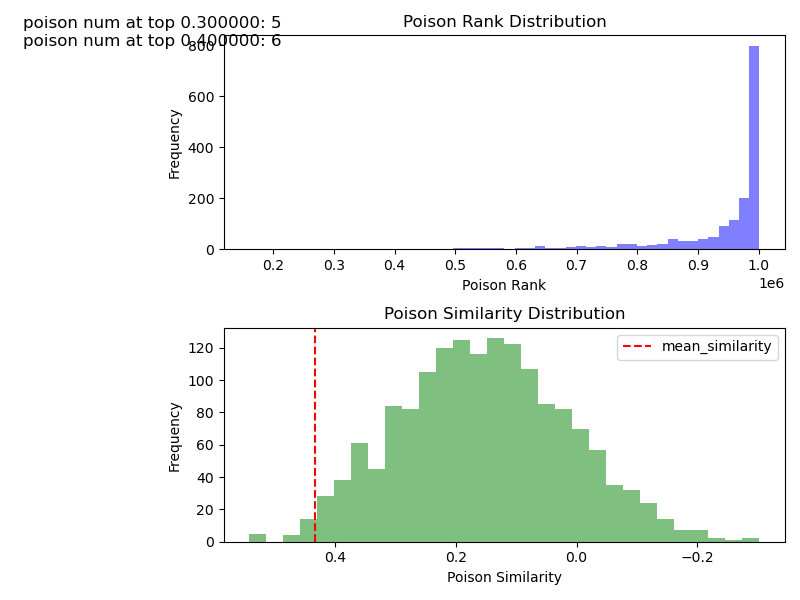 poison num at top 0.300000: 5
poison num at top 0.400000: 6
Poison Rank Distribution
Frequency
800
600
400
200
0
0.2 0.3 0.4 0.5 0.6 0.7 0.8 0.9 1.0
1e6
Poison Rank
Poison Similarity Distribution
mean_similarity
Frequency
120
100
80
60
40
20
0
0.4 0.2 0.0 −0.2
Poison Similarity